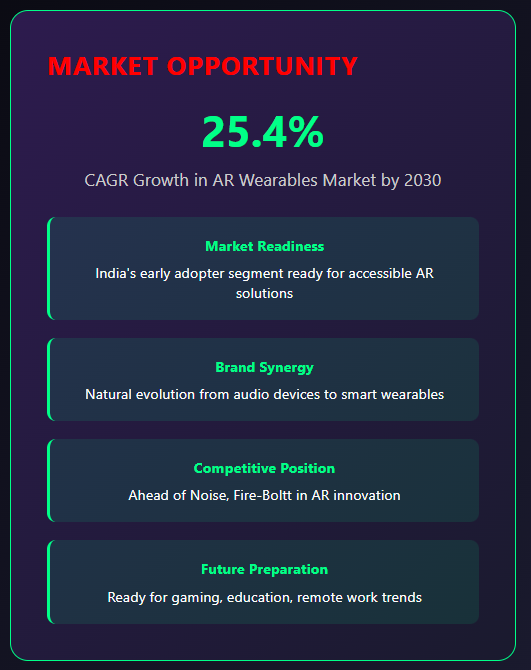 MARKET OPPORTUNITY
25.4%
CAGR Growth in AR Wearables Market by 2030
Market Readiness
India's early adopter segment ready for accessible AR
solutions
Brand Synergy
Natural evolution from audio devices to smart wearables
Competitive Position
Ahead of Noise, Fire-Boltt in AR innovation
Future Preparation
Ready for gaming, education, remote work trends